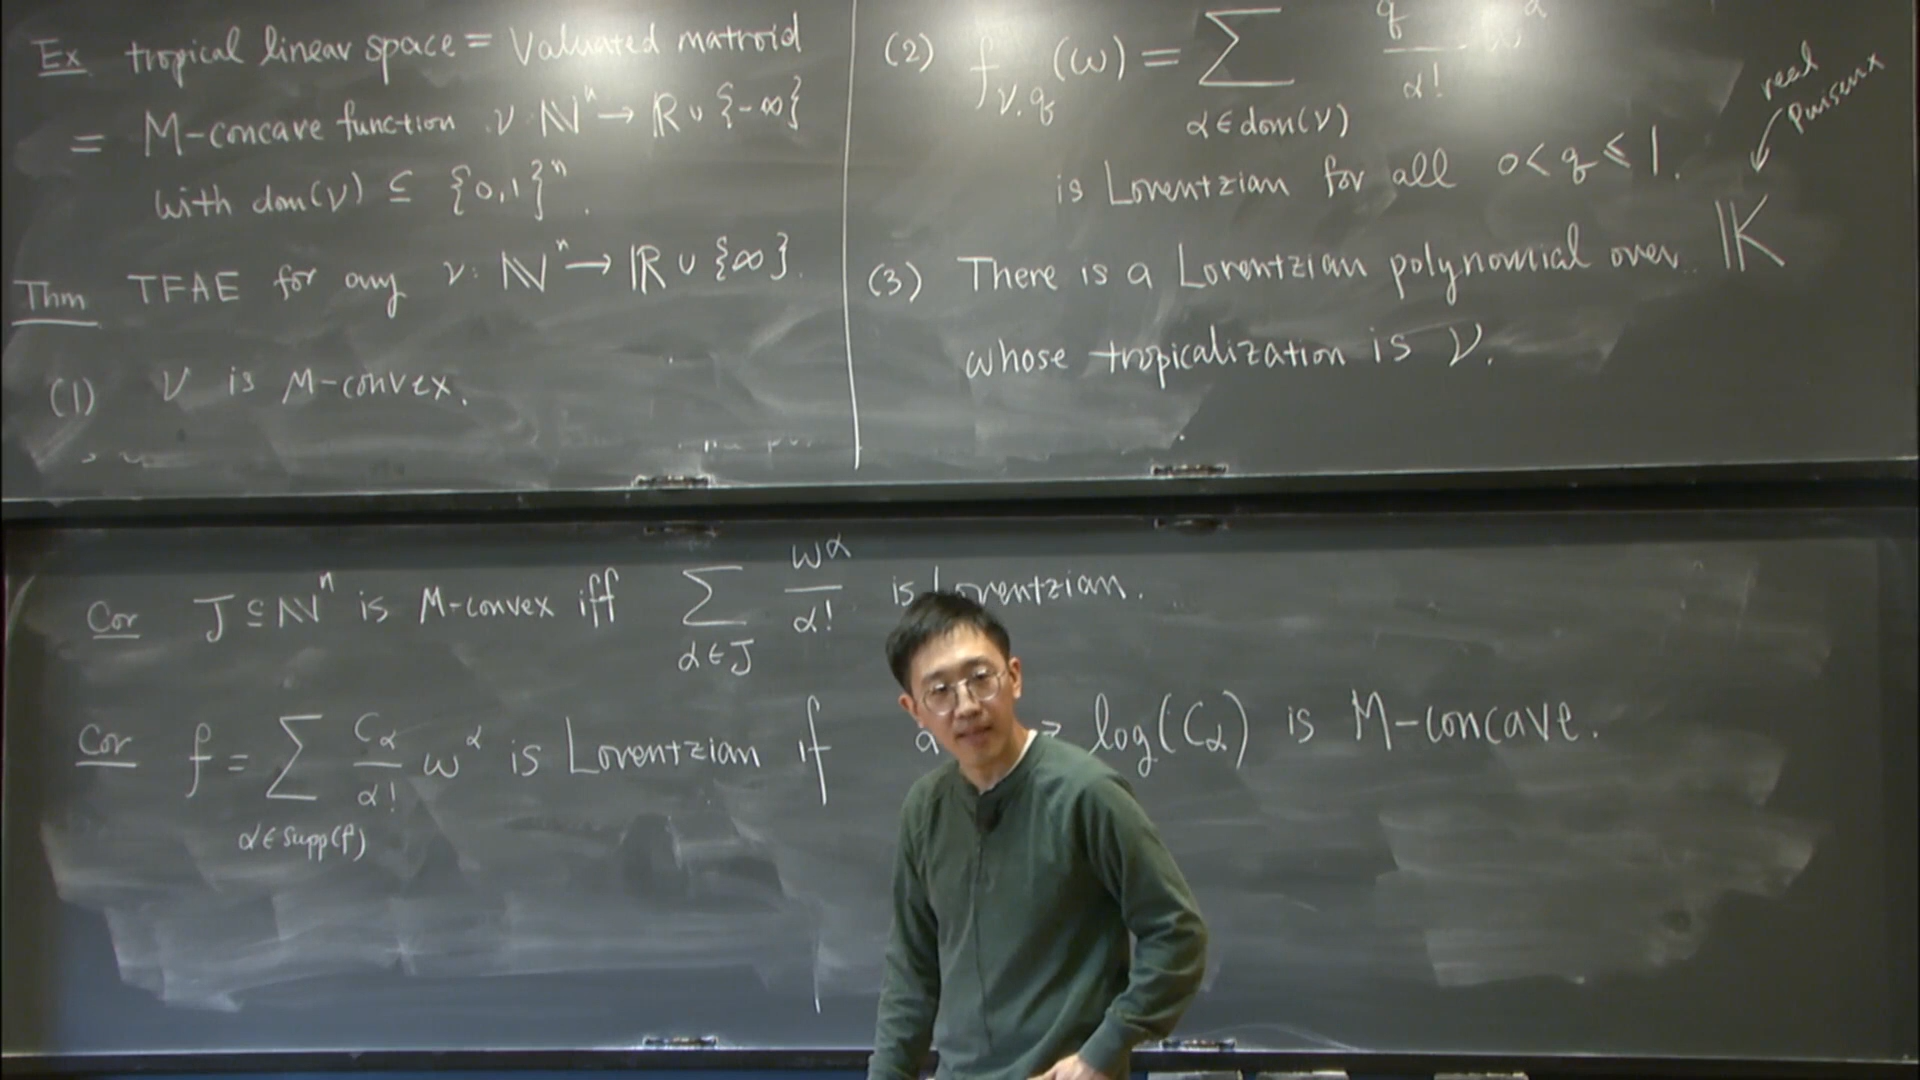 Ex tropical linear space = Valuated matroid
= M-concave function ν: ℕⁿ → ℝ ∪ {-∞}
with dom(ν) ⊆ {0,1}ⁿ.
Thm TFAE for any ν: ℕⁿ → ℝ ∪ {∞}.
(1) ν is M-convex.
(2) f_{ν,q}(w) = ∑_{α∈dom(ν)} q / α!
is Lorentzian for all 0 < q ≤ 1.
real
Puiseux
(3) There is a Lorentzian polynomial over 𝕂
whose tropicalization is ν.
Cor J ⊆ ℕⁿ is M-convex iff ∑_{α∈J} w^α / α! is Lorentzian.
Cor f = ∑_{α∈supp(f)} C_α / α! w^α is Lorentzian if log(C_α) is M-concave.